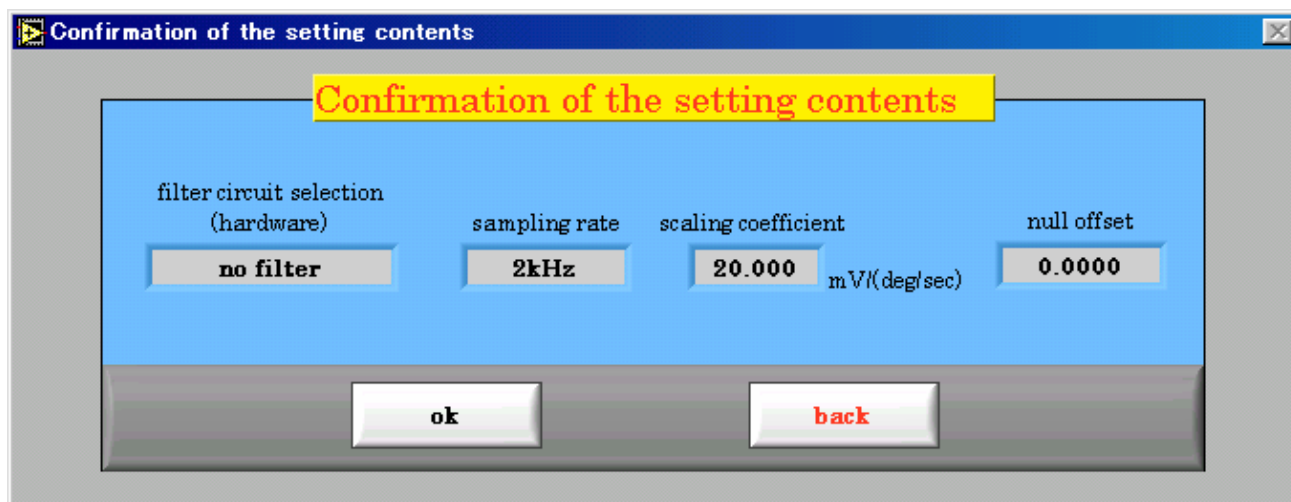 Confirmation of the setting contents
Confirmation of the setting contents
filter circuit selection
(hardware)
no filter
sampling rate
2kHz
scaling coefficient
20.000
mV/(deg/sec)
null offset
0.0000
ok
back